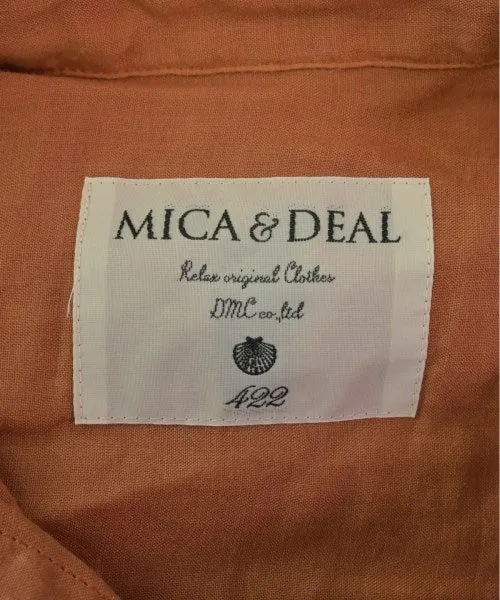 MICA & DEAL
Relax original Clothes
DMC co.,ltd
422